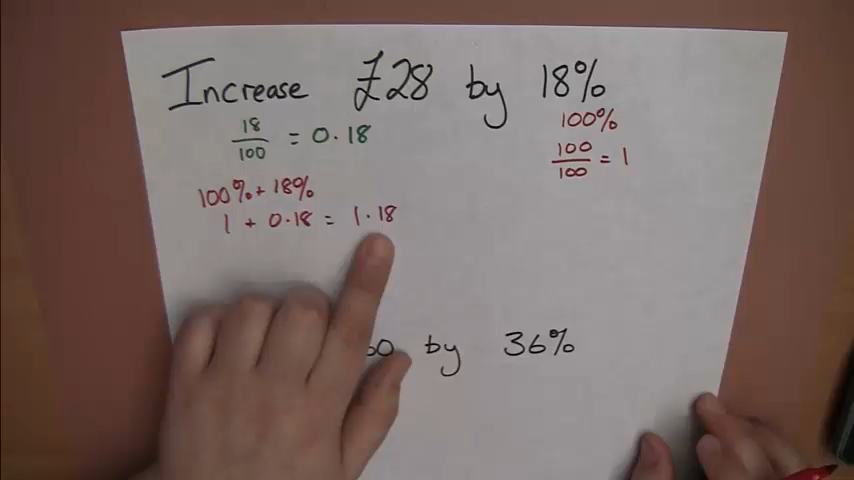 Increase £28 by 18%
18/100 = 0.18
100%
100/100 = 1
100% + 18%
1 + 0.18 = 1.18
by 36%